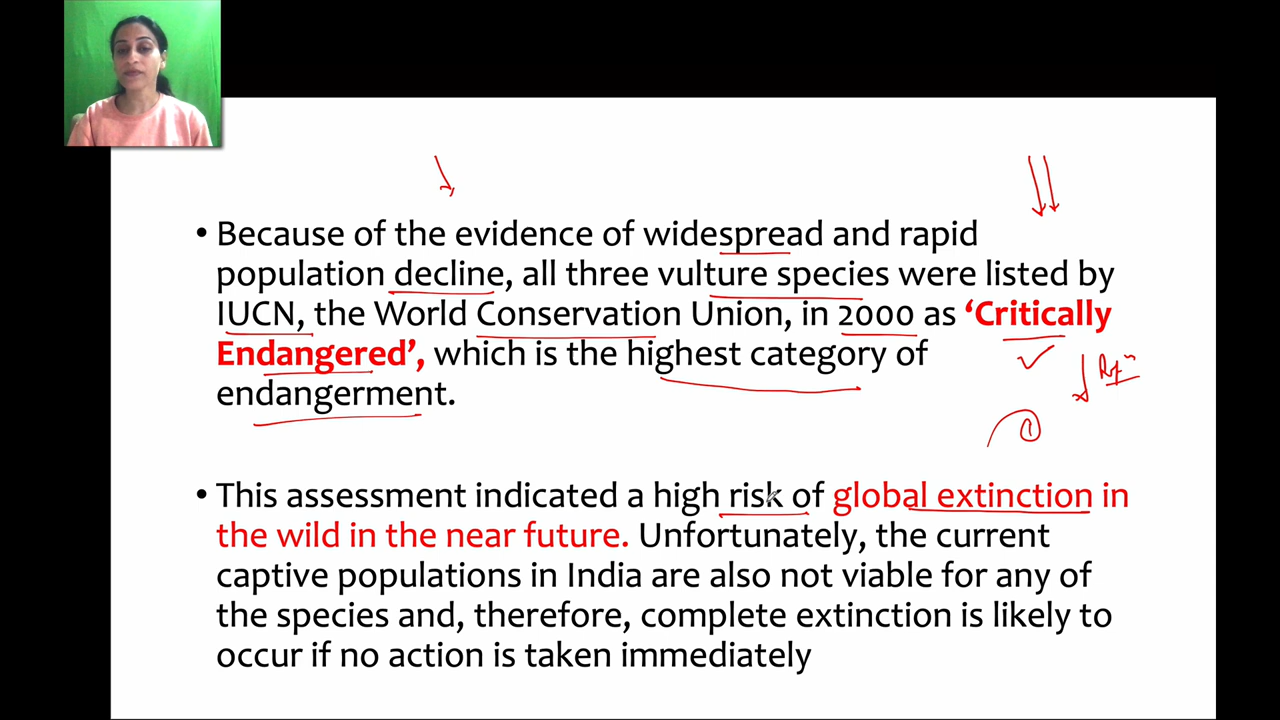 • Because of the evidence of widespread and rapid
population decline, all three vulture species were listed by
IUCN, the World Conservation Union, in 2000 as ‘Critically
Endangered’, which is the highest category of
endangerment.
• This assessment indicated a high risk of global extinction in
the wild in the near future. Unfortunately, the current
captive populations in India are also not viable for any of
the species and, therefore, complete extinction is likely to
occur if no action is taken immediately